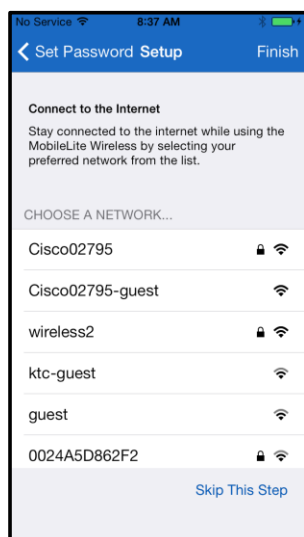 No Service 8:37 AM
Set Password Setup Finish
Connect to the Internet
Stay connected to the internet while using the
MobileLite Wireless by selecting your
preferred network from the list.
CHOOSE A NETWORK...
Cisco02795
Cisco02795-guest
wireless2
ktc-guest
guest
0024A5D862F2
Skip This Step